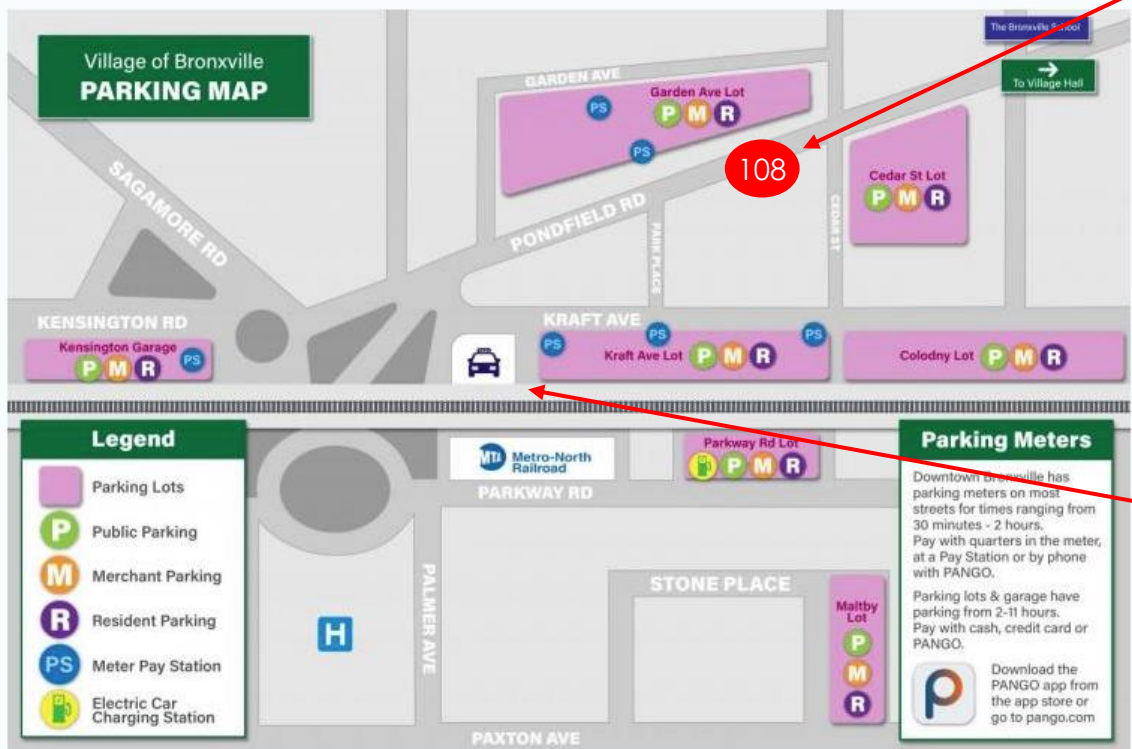 Village of Bronxville
PARKING MAP
The Bronxville School
To Village Hall
GARDEN AVE
Garden Ave Lot
P M R
PS
PS
108
SAGAMORE RD
PONDFIELD RD
PARK PLACE
CEDAR ST
Cedar St Lot
P M R
KENSINGTON RD
KRAFT AVE
Kensington Garage
P M R
PS
PS
PS
PS
Kraft Ave Lot P M R
Colodny Lot P M R
Legend
Parking Lots
P Public Parking
M Merchant Parking
R Resident Parking
PS Meter Pay Station
Electric Car
Charging Station
MTA Metro-North
Railroad
Parkway Rd Lot
P M R
PARKWAY RD
PALMER AVE
H
STONE PLACE
Maltby
Lot
P
M
R
PAXTON AVE
Parking Meters
Downtown Bronxville has
parking meters on most
streets for times ranging from
30 minutes - 2 hours.
Pay with quarters in the meter,
at a Pay Station or by phone
with PANGO.
Parking lots & garage have
parking from 2-11 hours.
Pay with cash, credit card or
PANGO.
Download the
PANGO app from
the app store or
go to pango.com